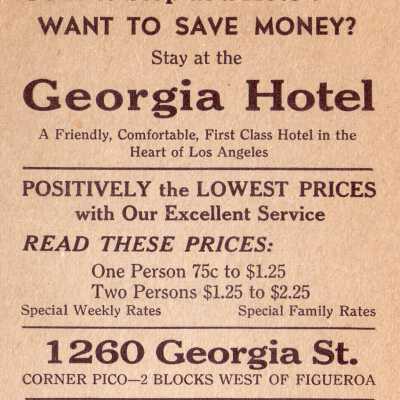 WANT TO SAVE MONEY?
Stay at the
Georgia Hotel
A Friendly, Comfortable, First Class Hotel in the
Heart of Los Angeles
POSITIVELY the LOWEST PRICES
with Our Excellent Service
READ THESE PRICES:
One Person 75c to $1.25
Two Persons $1.25 to $2.25
Special Weekly Rates Special Family Rates
1260 Georgia St.
CORNER PICO—2 BLOCKS WEST OF FIGUEROA